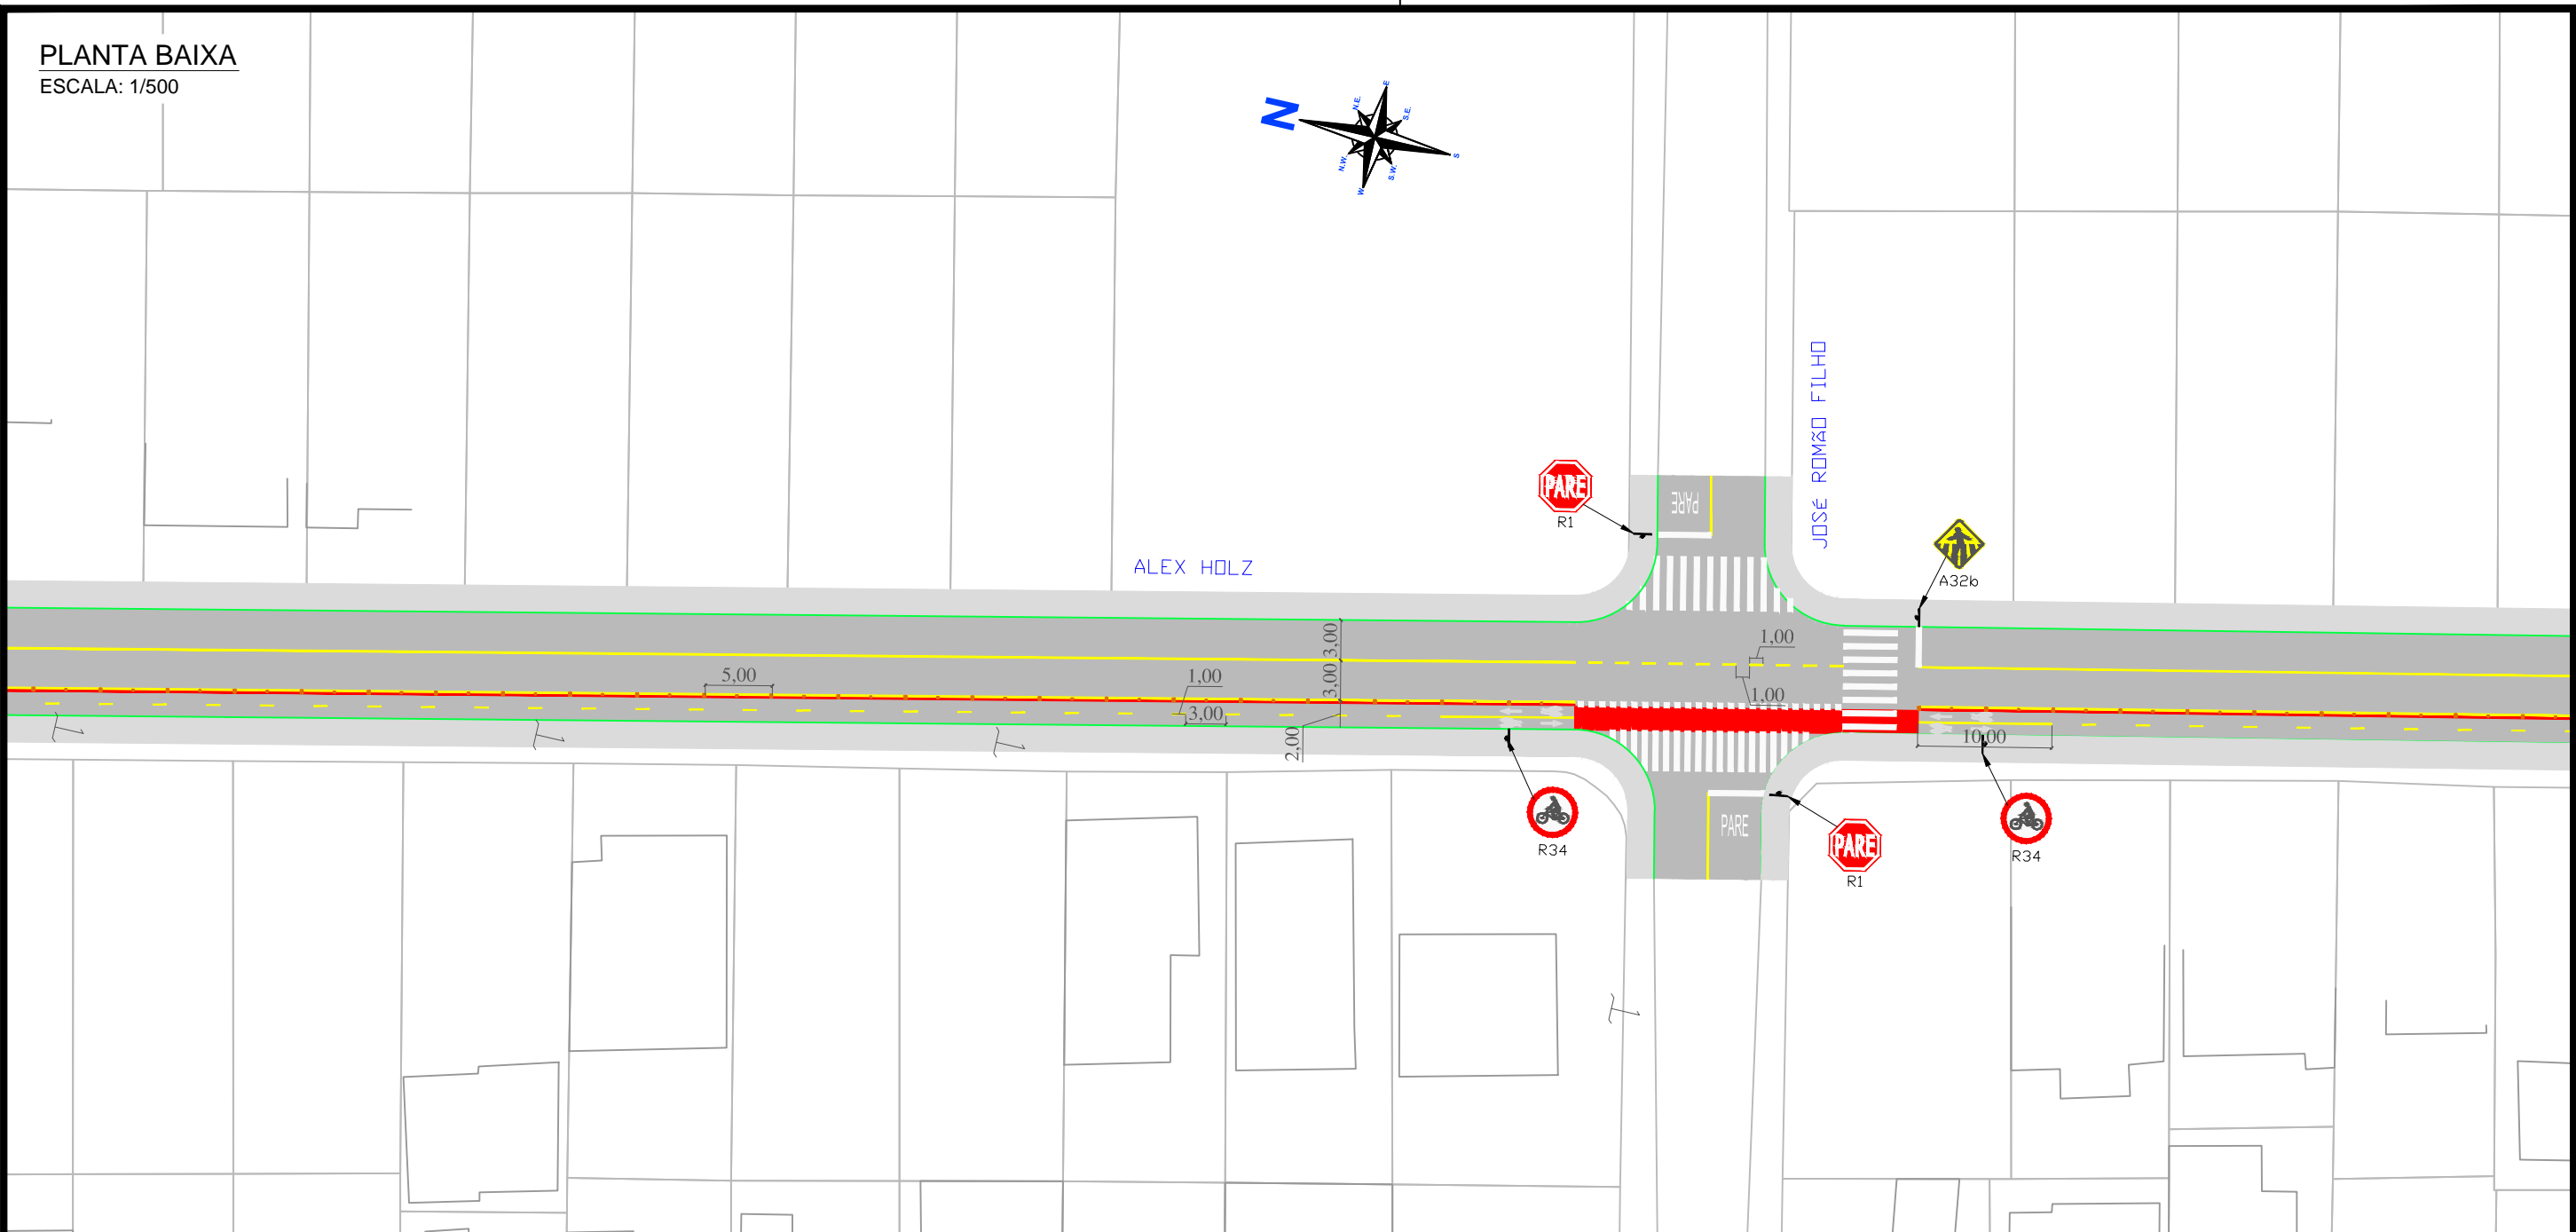 PLANTA BAIXA
ESCALA: 1/500
N
N.E.
E
S.E.
S
S.W.
W
N.W.
JOSÉ ROMÃO FILHO
ALEX HOLZ
PARE
R1
PARE
A32b
3,00
3,00
2,00
5,00
1,00
3,00
1,00
1,00
10,00
R34
PARE
PARE
R1
R34